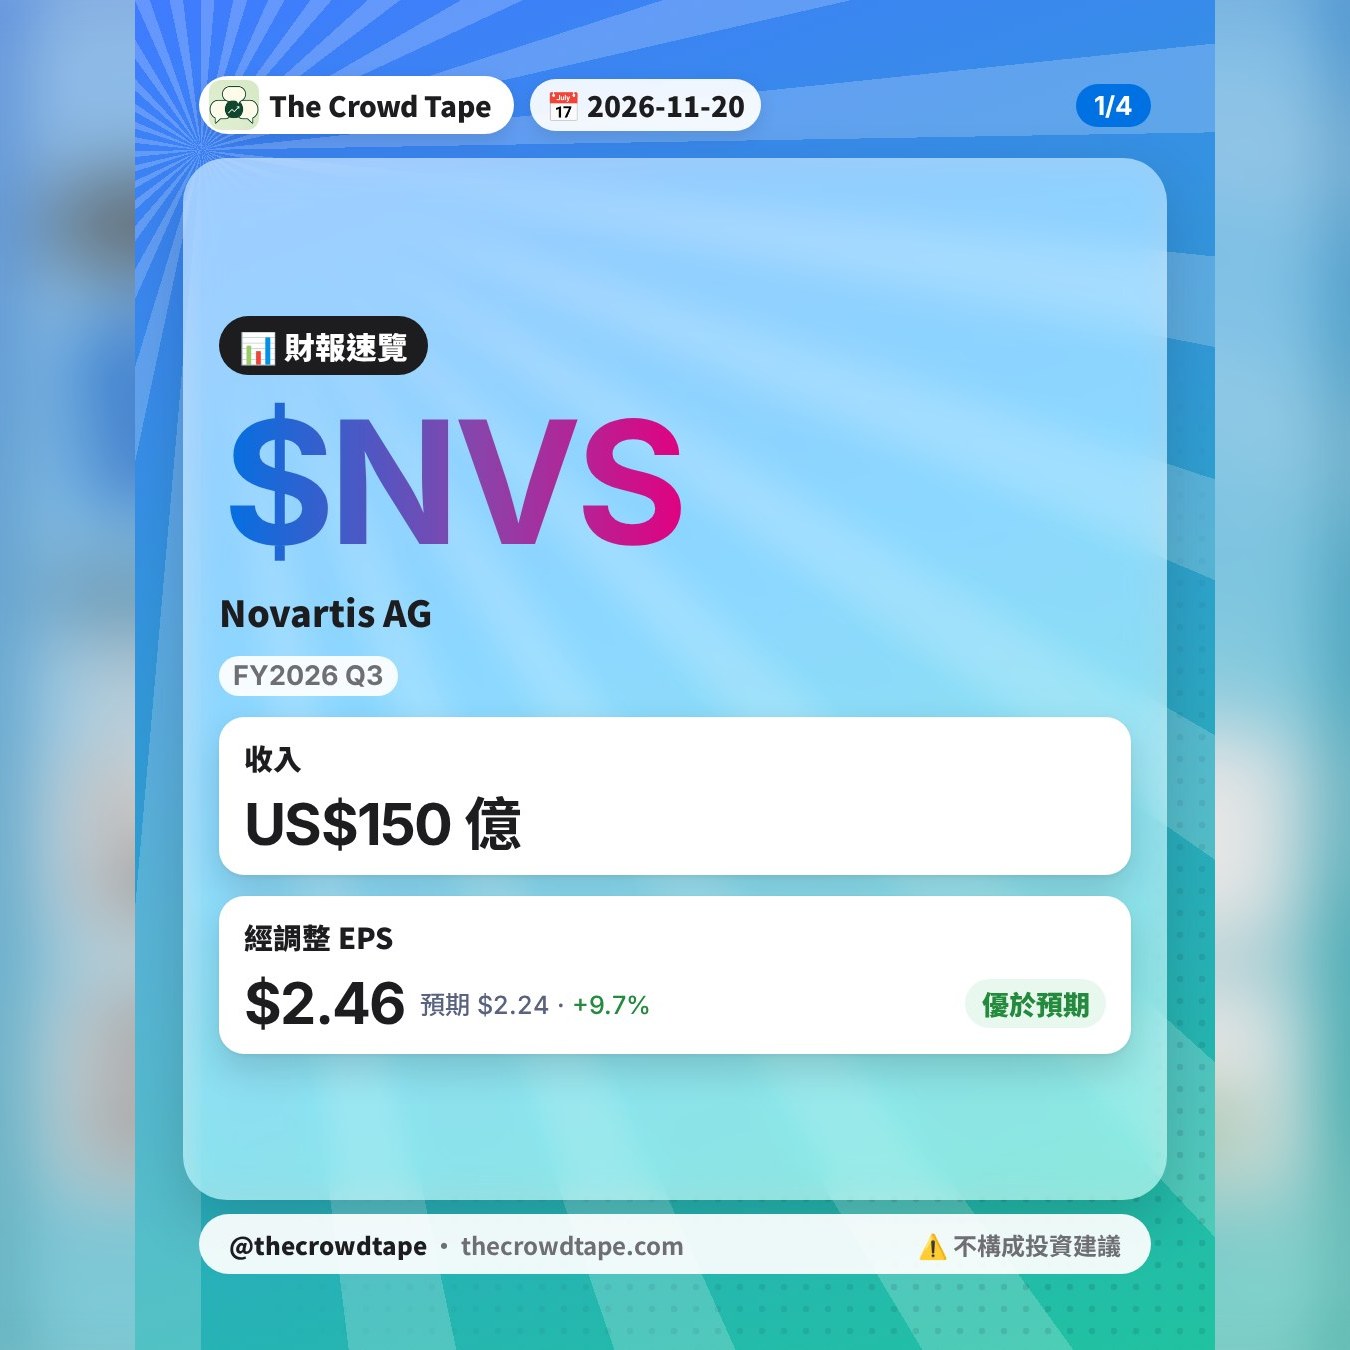 The Crowd Tape
2026-11-20
1/4
財報速覽
$NVS
Novartis AG
FY2026 Q3
收入
US$150 億
經調整 EPS
$2.46 預期 $2.24 · +9.7% 優於預期
@thecrowdtape • thecrowdtape.com
⚠️ 不構成投資建議